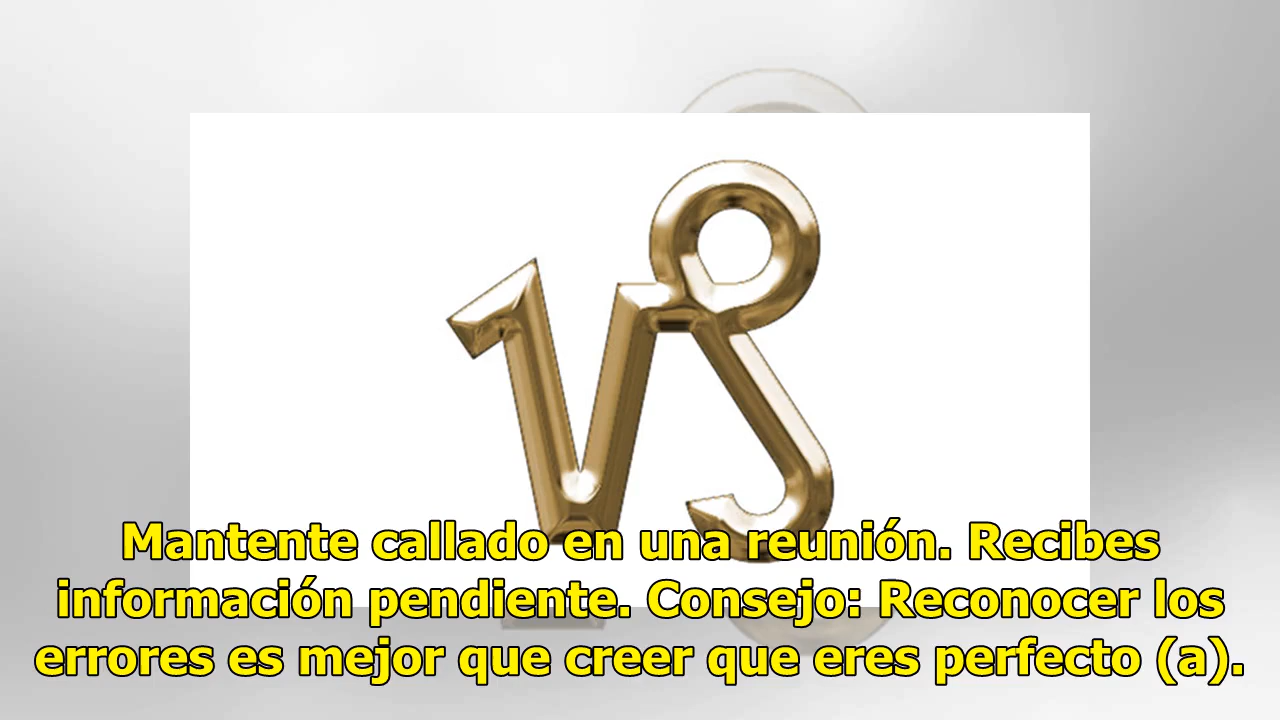 Mantente callado en una reunión. Recibes
información pendiente. Consejo: Reconocer los
errores es mejor que creer que eres perfecto (a).